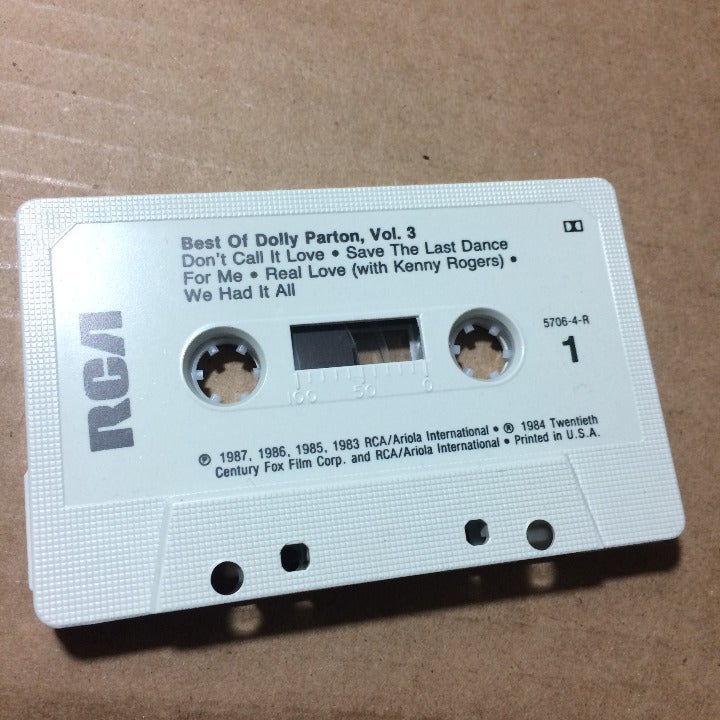 Best Of Dolly Parton, Vol. 3
Don't Call It Love • Save The Last Dance
For Me • Real Love (with Kenny Rogers) •
We Had It All
RCA
5706-4-R
1
100 50 0
℗ 1987, 1986, 1985, 1983 RCA/Ariola International • ® 1984 Twentieth
Century Fox Film Corp. and RCA/Ariola International • Printed in U.S.A.